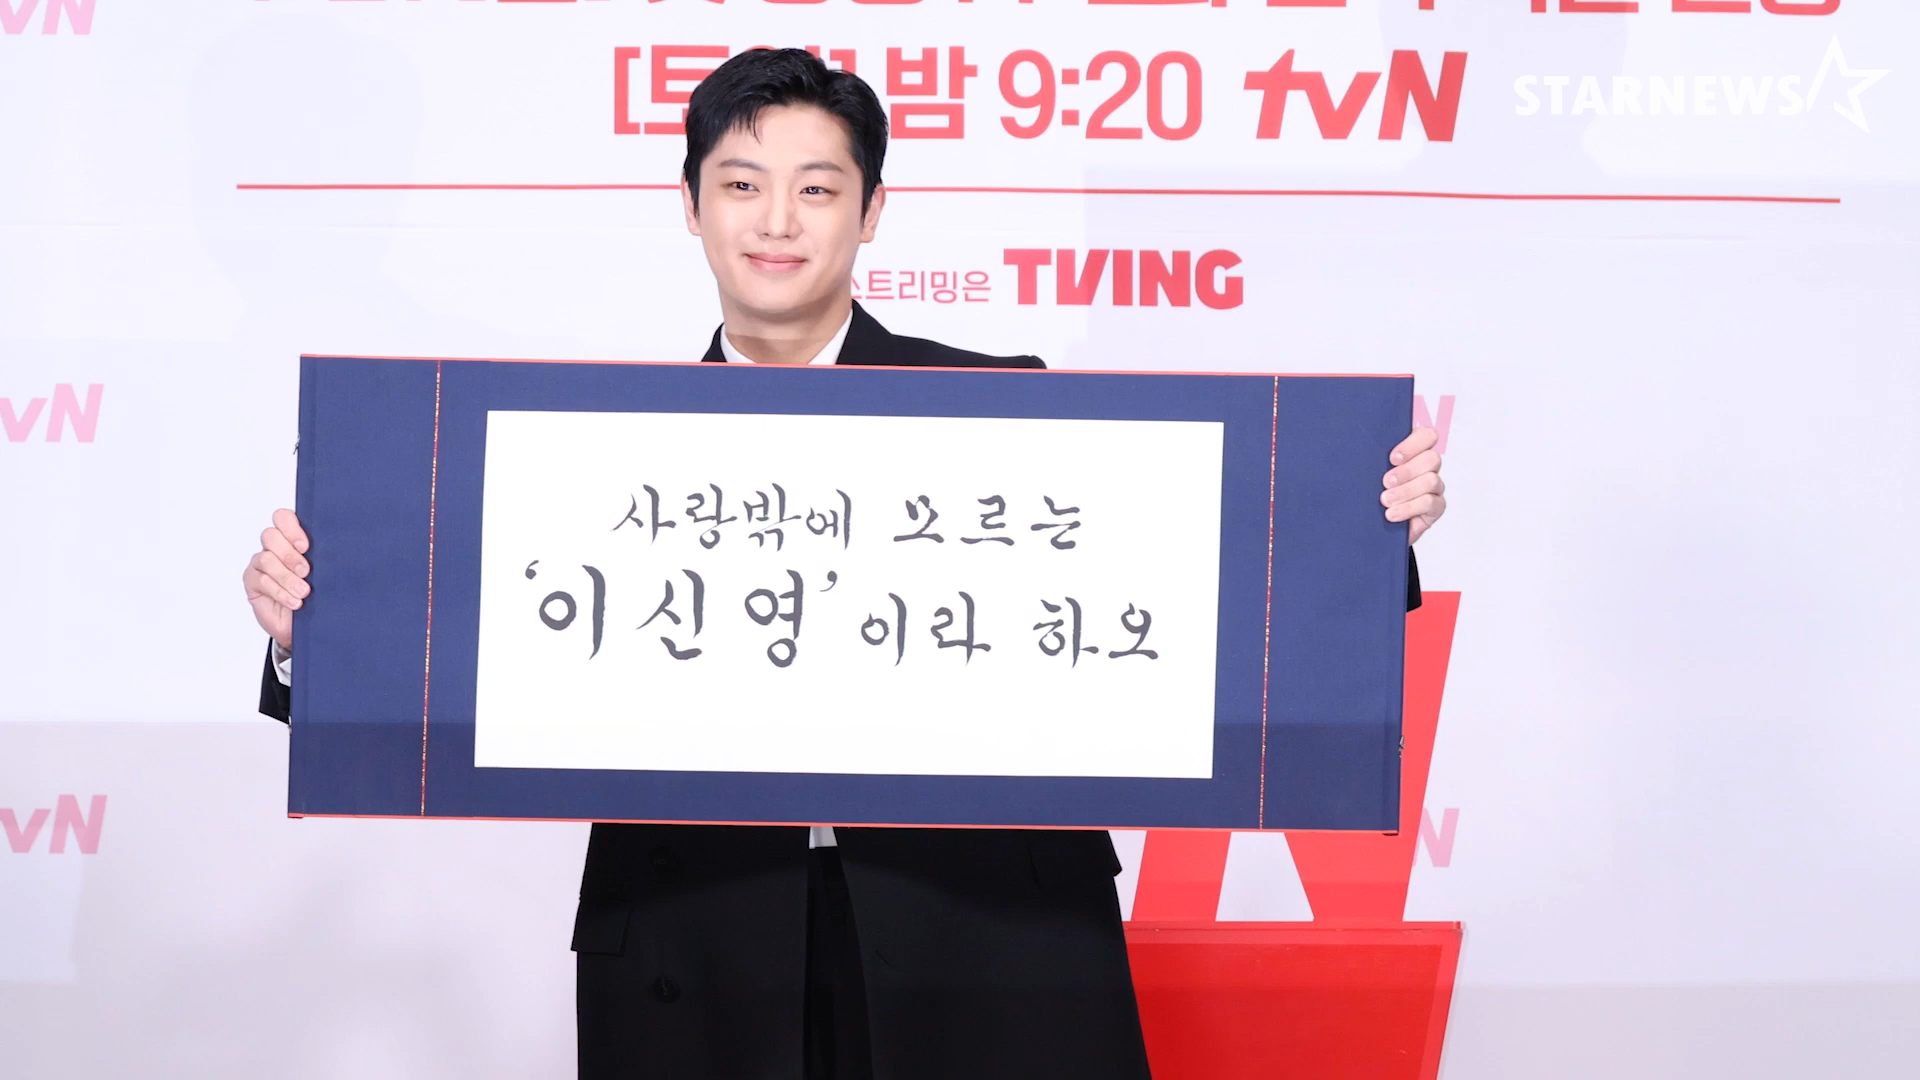 [토일] 밤 9:20 tvN
STARNEWS
스트리밍은 TVING
사랑밖에 모르는
‘이신영’이라 하오
tvN
tvN
tvN